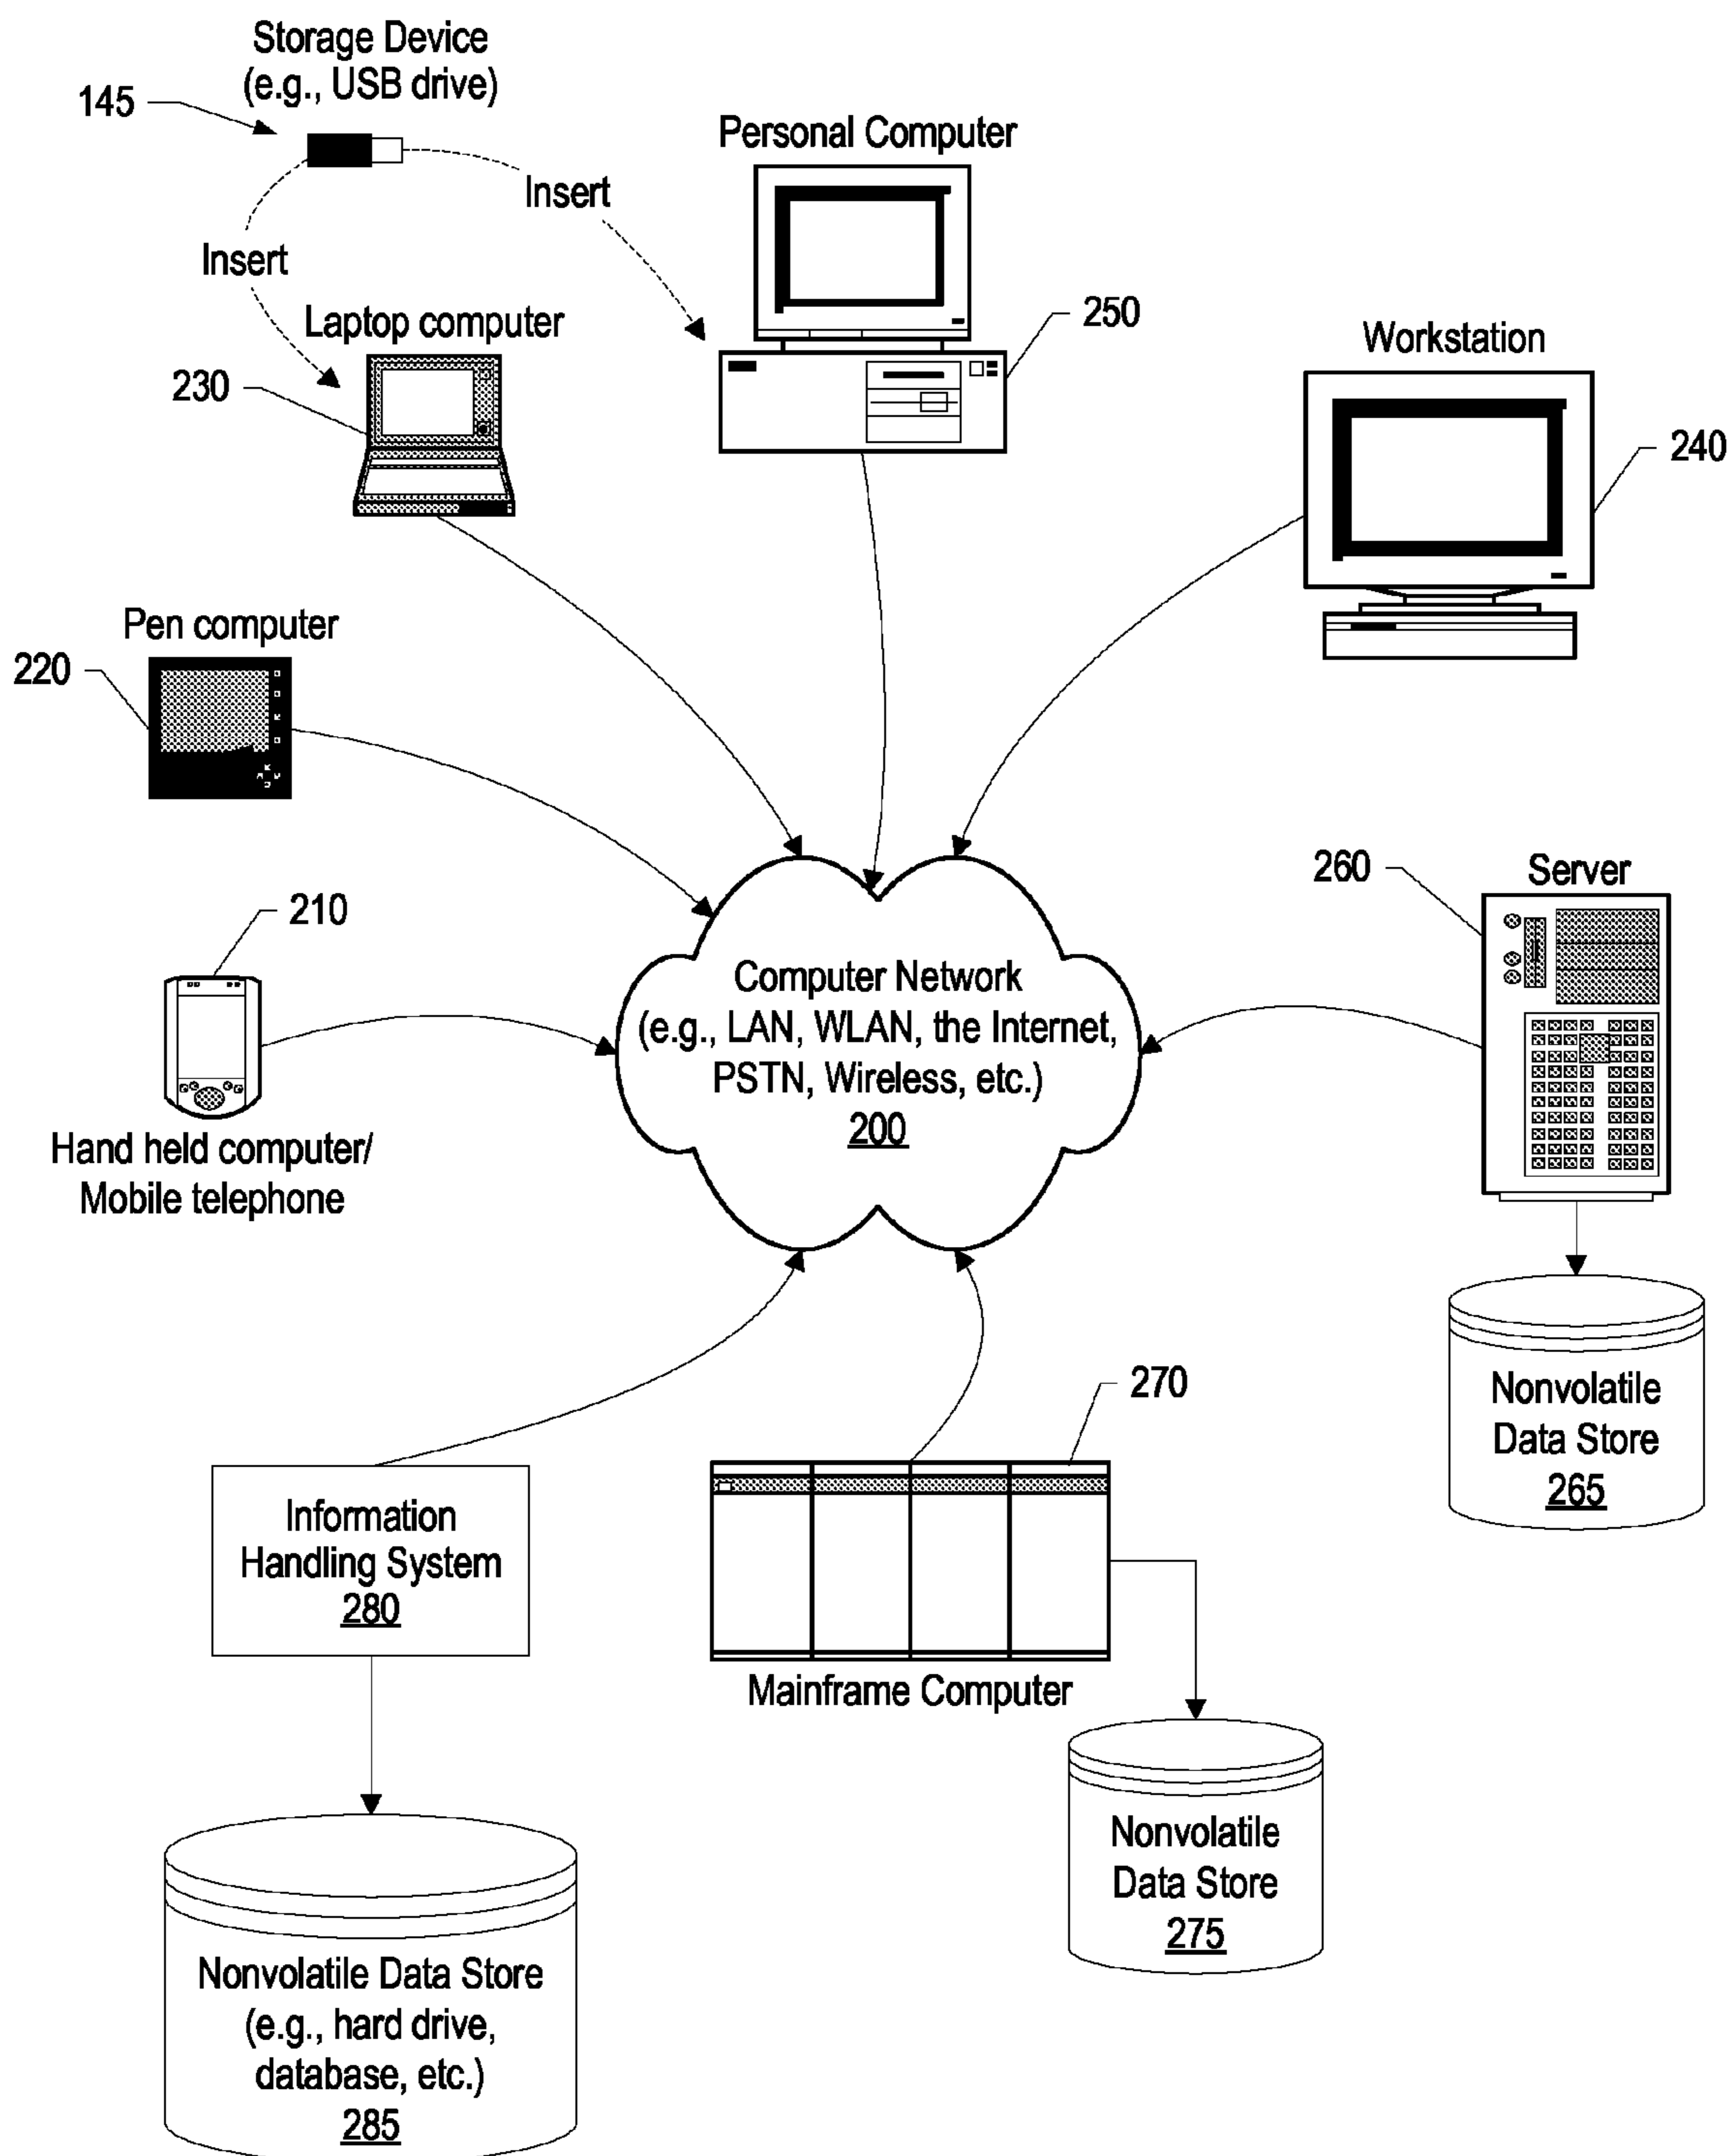 Storage Device
(e.g., USB drive)
145
Personal Computer
Insert
Insert
250
Laptop computer
230
Workstation
240
Pen computer
220
260
Server
210
Computer Network
(e.g., LAN, WLAN, the Internet,
PSTN, Wireless, etc.)
200
Hand held computer/
Mobile telephone
270
Nonvolatile
Data Store
265
Information
Handling System
280
Mainframe Computer
Nonvolatile
Data Store
275
Nonvolatile Data Store
(e.g., hard drive,
database, etc.)
285